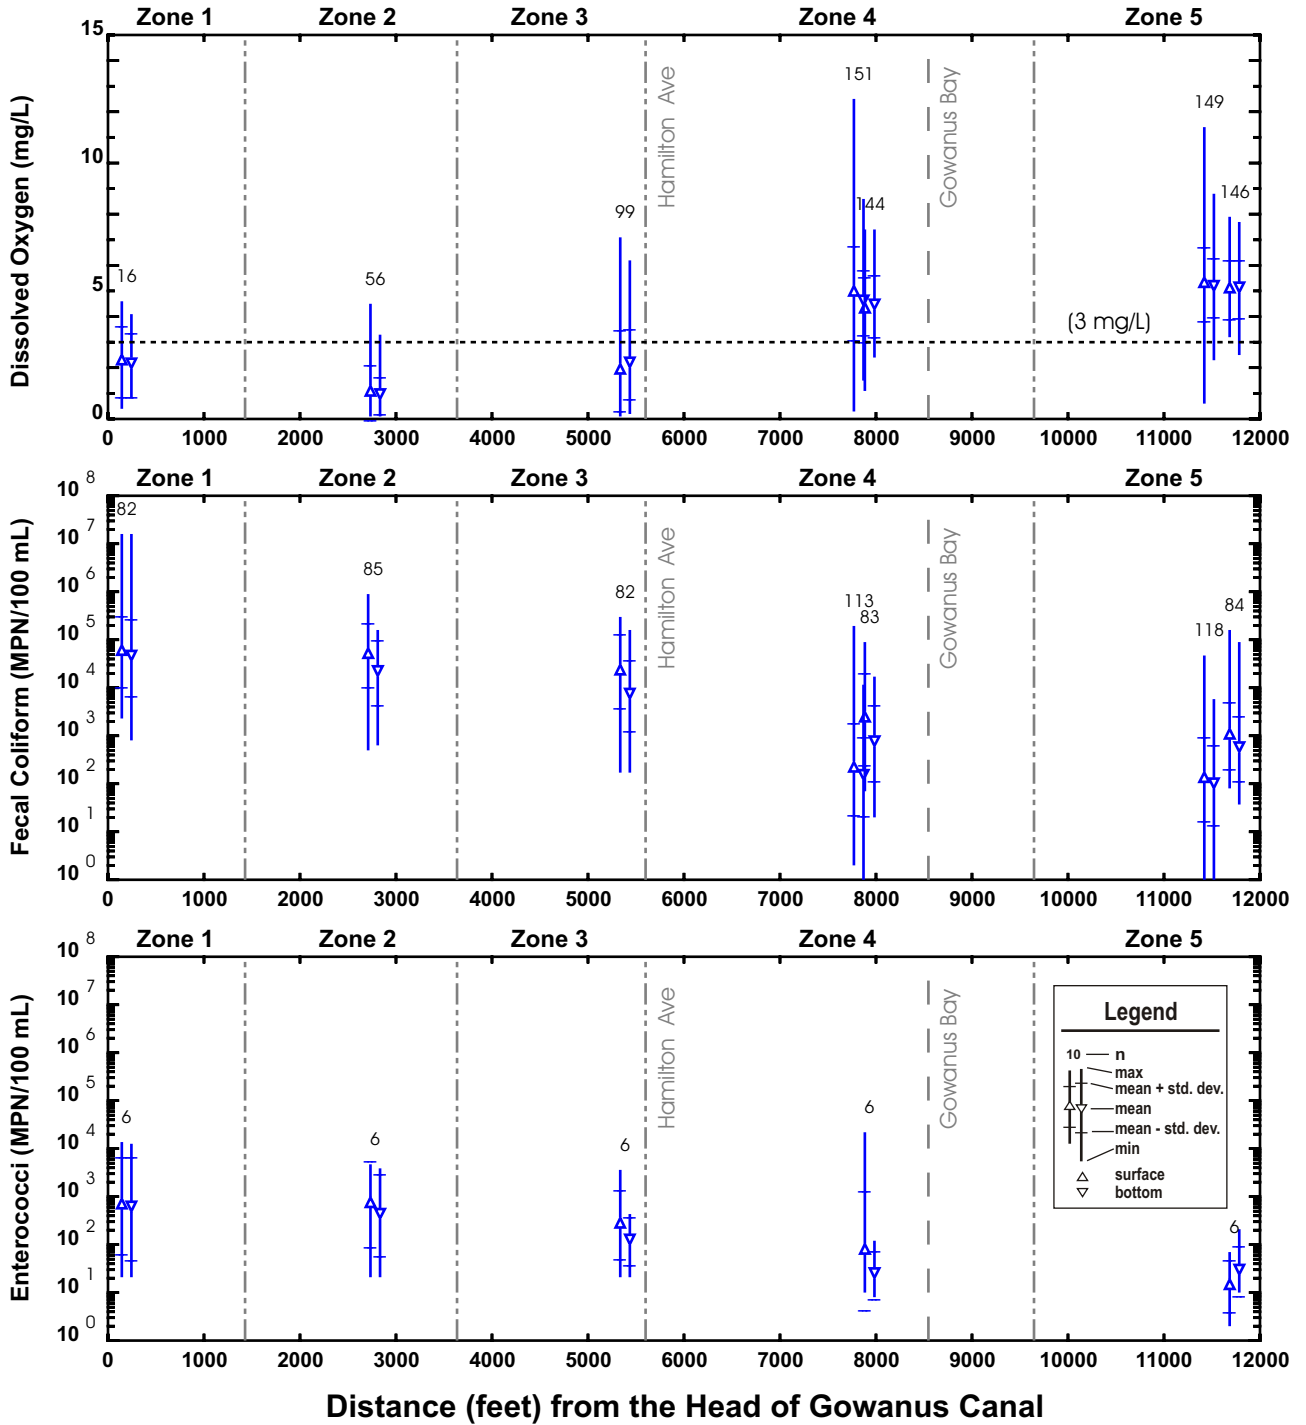 Zone 1 Zone 2 Zone 3 Zone 4 Zone 5
Dissolved Oxygen (mg/L)
15
10
5
0
16
56
99
Hamilton Ave
151
144
Gowanus Bay
149
146
(3 mg/L)
0 1000 2000 3000 4000 5000 6000 7000 8000 9000 10000 11000 12000
Zone 1 Zone 2 Zone 3 Zone 4 Zone 5
Fecal Coliform (MPN/100 mL)
10^8
10^7
10^6
10^5
10^4
10^3
10^2
10^1
10^0
82
85
82
Hamilton Ave
113
83
Gowanus Bay
118
84
0 1000 2000 3000 4000 5000 6000 7000 8000 9000 10000 11000 12000
Zone 1 Zone 2 Zone 3 Zone 4 Zone 5
Enterococci (MPN/100 mL)
10^8
10^7
10^6
10^5
10^4
10^3
10^2
10^1
10^0
6
6
6
Hamilton Ave
6
Gowanus Bay
6
Legend
10 n
max
mean + std. dev.
mean
mean - std. dev.
min
surface
bottom
0 1000 2000 3000 4000 5000 6000 7000 8000 9000 10000 11000 12000
Distance (feet) from the Head of Gowanus Canal